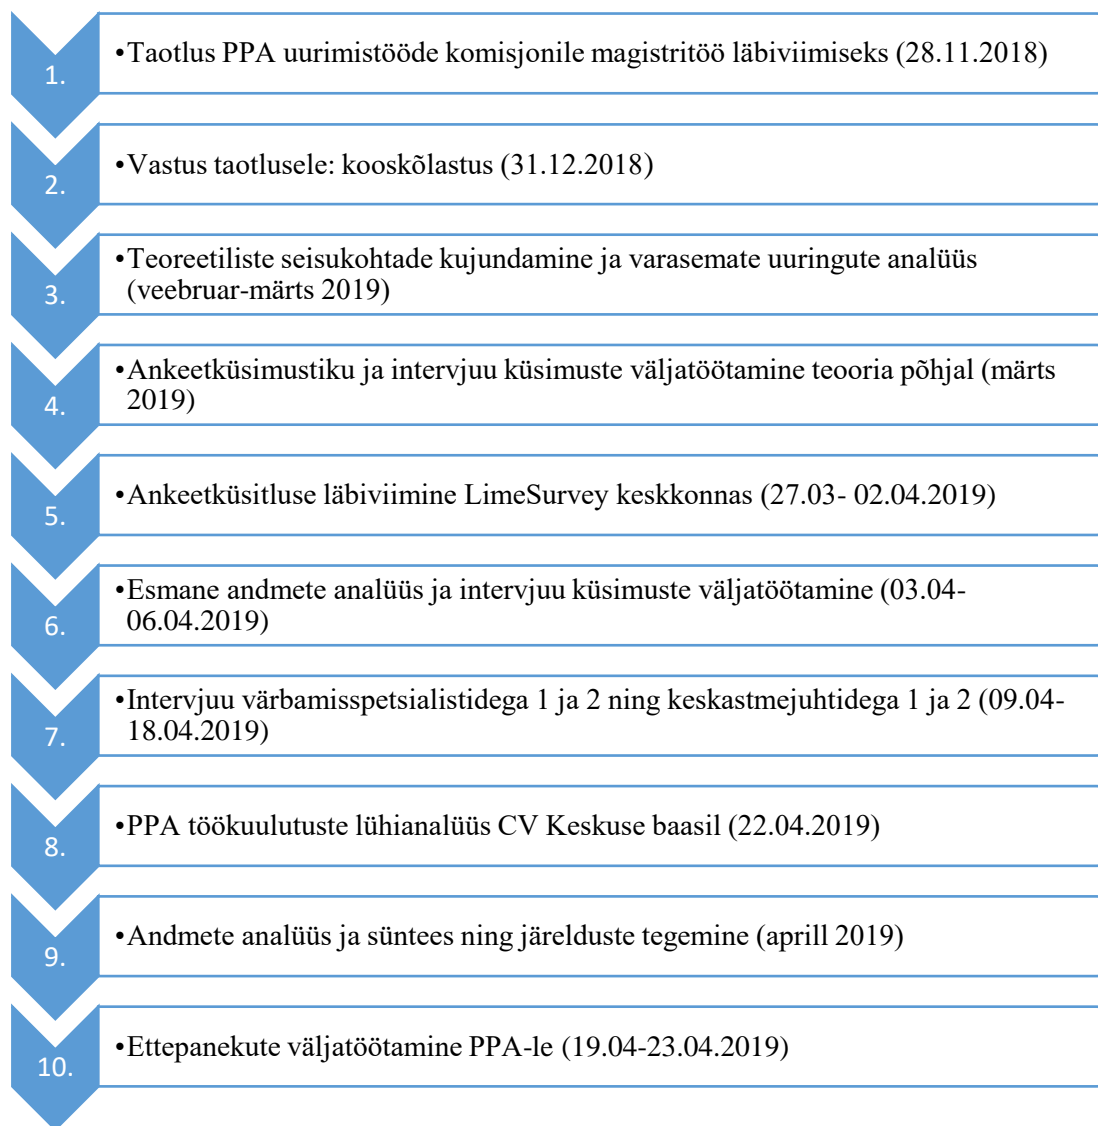 1.
•Taotlus PPA uurimistööde komisjonile magistritöö läbiviimiseks (28.11.2018)
2.
•Vastus taotlusele: kooskõlastus (31.12.2018)
3.
•Teoreetiliste seisukohtade kujundamine ja varasemate uuringute analüüs
(veebruar-märts 2019)
4.
•Ankeetküsimustiku ja intervjuu küsimuste väljatöötamine teooria põhjal (märts
2019)
5.
•Ankeetküsitluse läbiviimine LimeSurvey keskkonnas (27.03- 02.04.2019)
6.
•Esmane andmete analüüs ja intervjuu küsimuste väljatöötamine (03.04-
06.04.2019)
7.
•Intervjuu värbamisspetsialistidega 1 ja 2 ning keskastmejuhtidega 1 ja 2 (09.04-
18.04.2019)
8.
•PPA töökuulutuste lühianalüüs CV Keskuse baasil (22.04.2019)
9.
•Andmete analüüs ja süntees ning järelduste tegemine (aprill 2019)
10.
•Ettepanekute väljatöötamine PPA-le (19.04-23.04.2019)